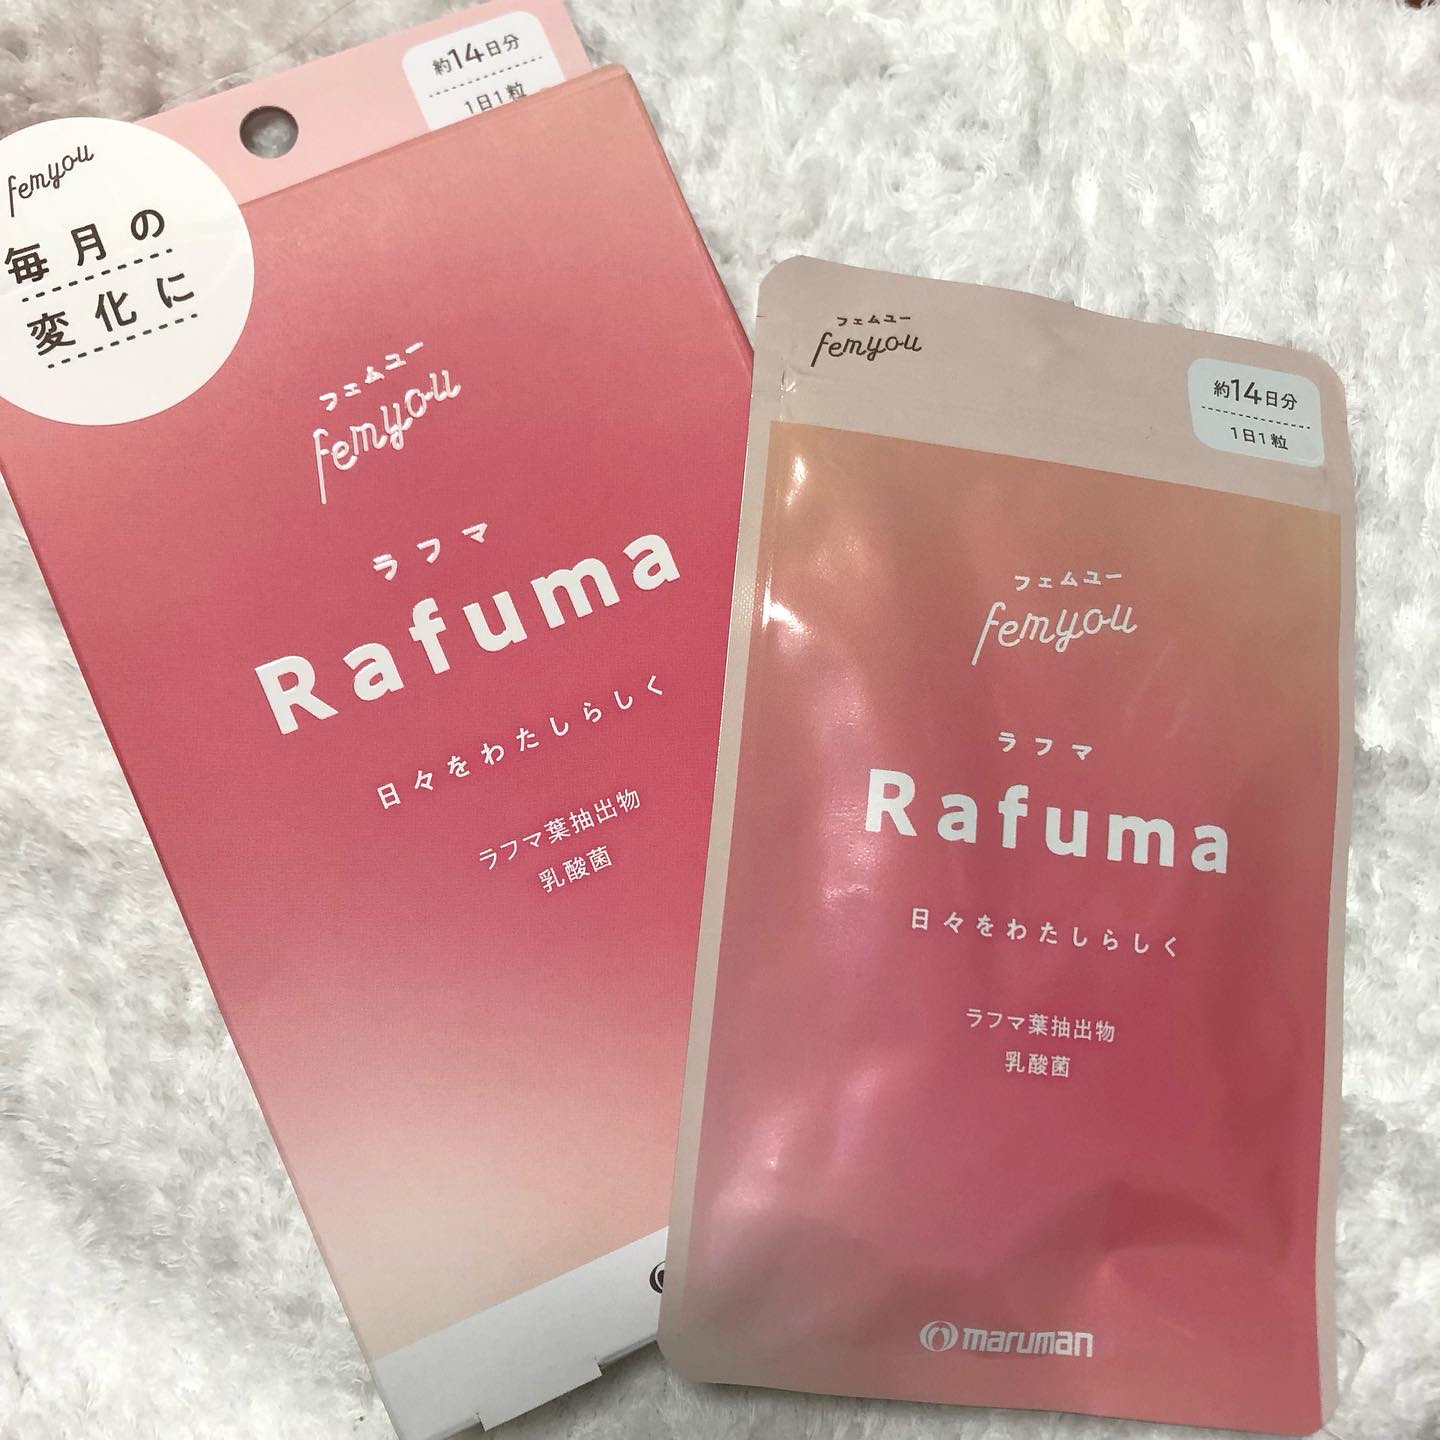 約14日分
1日1粒
femyou
毎月の
変化に
フェムユー
femyou
ラフマ
Rafuma
日々をわたしらしく
ラフマ葉抽出物
乳酸菌
フェムユー
femyou
約14日分
1日1粒
フェムユー
femyou
ラフマ
Rafuma
日々をわたしらしく
ラフマ葉抽出物
乳酸菌
maruman